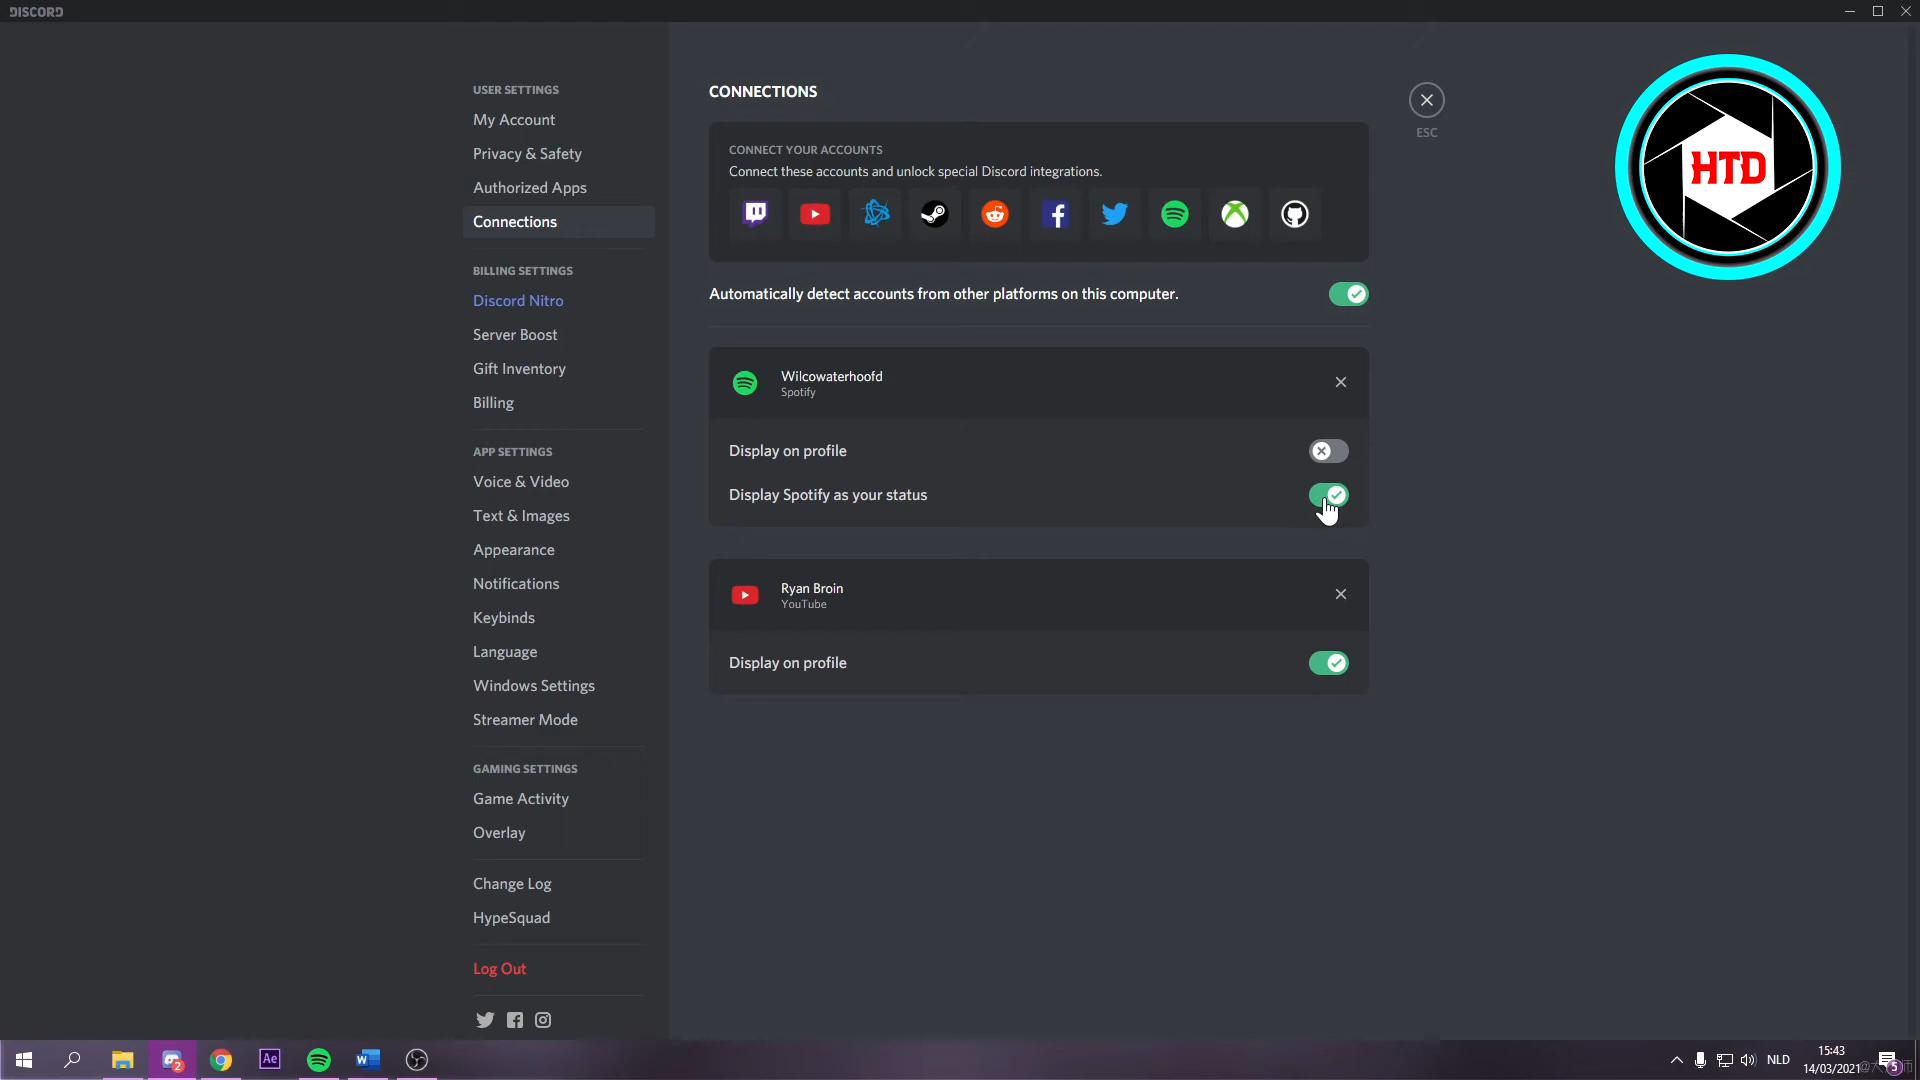 DISCORD
USER SETTINGS
My Account
Privacy & Safety
Authorized Apps
Connections
BILLING SETTINGS
Discord Nitro
Server Boost
Gift Inventory
Billing
APP SETTINGS
Voice & Video
Text & Images
Appearance
Notifications
Keybinds
Language
Windows Settings
Streamer Mode
GAMING SETTINGS
Game Activity
Overlay
Change Log
HypeSquad
Log Out
CONNECTIONS
CONNECT YOUR ACCOUNTS
Connect these accounts and unlock special Discord integrations.
Automatically detect accounts from other platforms on this computer.
Wilcowaterhoofd
Spotify
Display on profile
Display Spotify as your status
Ryan Broin
YouTube
Display on profile
ESC
HTD
2
Ae
W
NLD
15:43
14/03/2021
5